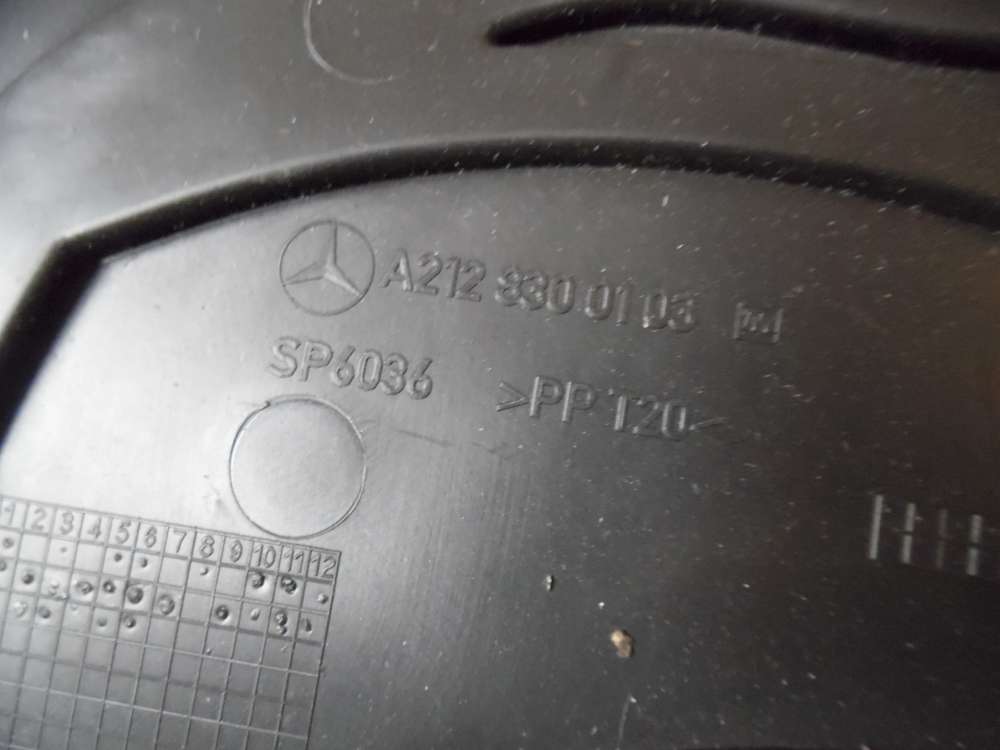 A212 830 01 03
SP6036
>PP T20<
1 2 3 4 5 6 7 8 9 10 11 12